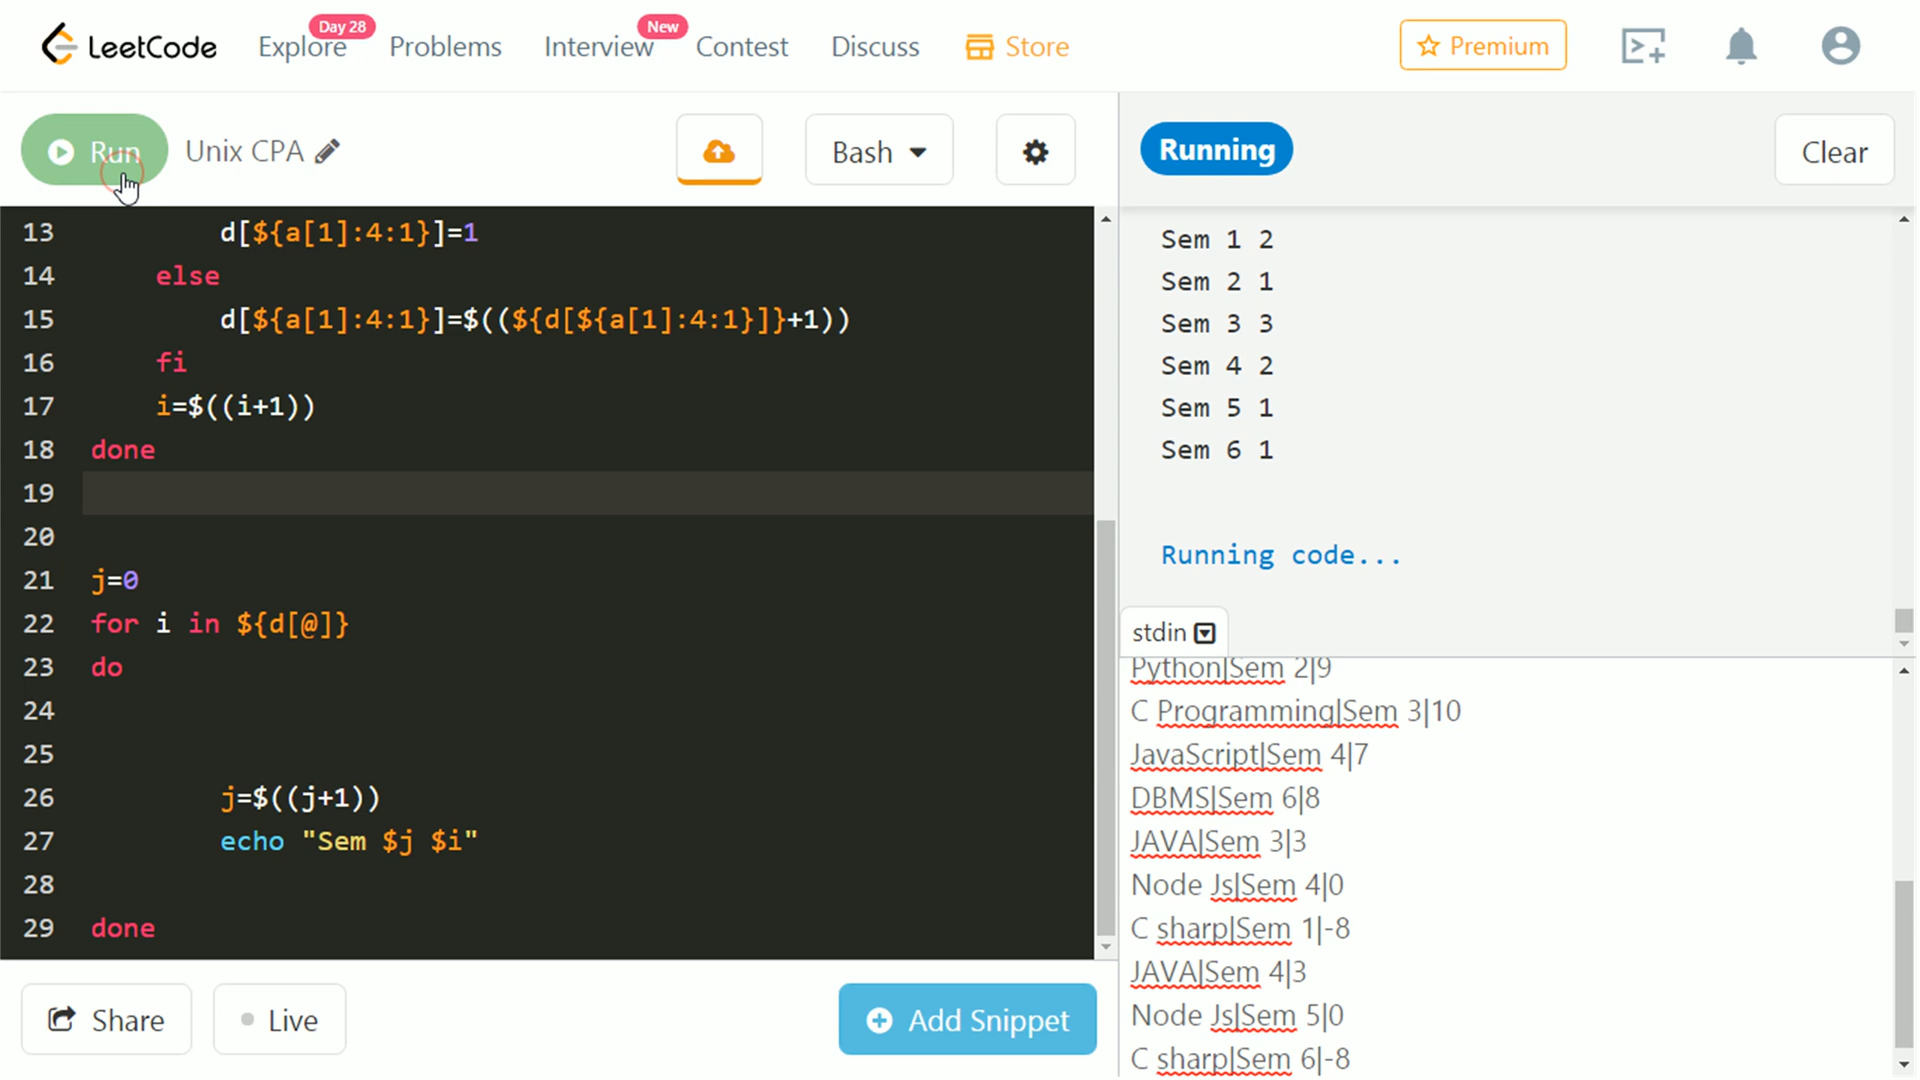 LeetCode Explore Day 28 Problems Interview New Contest Discuss Store Premium
Run Unix CPA Bash Running Clear
13 d[${a[1]:4:1}]=1
14 else
15 d[${a[1]:4:1}]=$((${d[${a[1]:4:1}]}+1))
16 fi
17 i=$((i+1))
18 done
19
20
21 j=0
22 for i in ${d[@]}
23 do
24
25
26 j=$((j+1))
27 echo "Sem $j $i"
28
29 done
Share Live Add Snippet
Sem 1 2
Sem 2 1
Sem 3 3
Sem 4 2
Sem 5 1
Sem 6 1
Running code...
stdin
Python|Sem 2|9
C Programming|Sem 3|10
JavaScript|Sem 4|7
DBMS|Sem 6|8
JAVA|Sem 3|3
Node Js|Sem 4|0
C sharp|Sem 1|-8
JAVA|Sem 4|3
Node Js|Sem 5|0
C sharp|Sem 6|-8